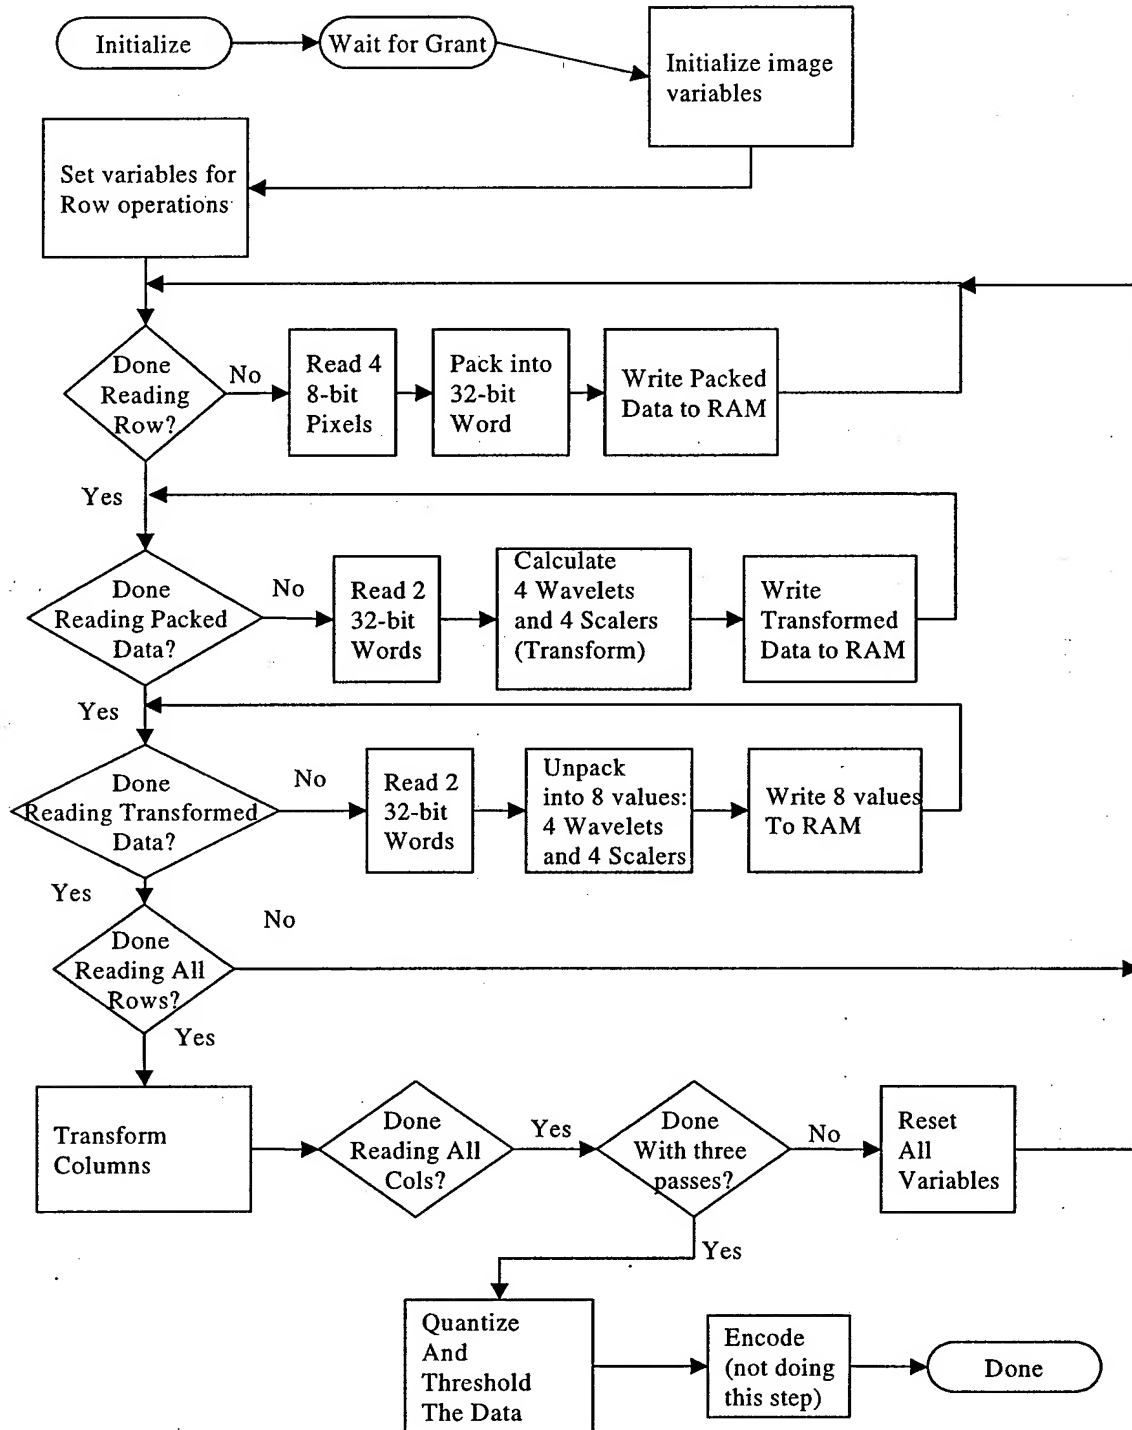 Initialize
Wait for Grant
Initialize image
variables
Set variables for
Row operations
Done
Reading
Row?
No
Read 4
8-bit
Pixels
Pack into
32-bit
Word
Write Packed
Data to RAM
Yes
Done
Reading Packed
Data?
No
Read 2
32-bit
Words
Calculate
4 Wavelets
and 4 Scalers
(Transform)
Write
Transformed
Data to RAM
Yes
Done
Reading Transformed
Data?
No
Read 2
32-bit
Words
Unpack
into 8 values:
4 Wavelets
and 4 Scalers
Write 8 values
To RAM
Yes
Done
Reading All
Rows?
No
Yes
Transform
Columns
Done
Reading All
Cols?
Yes
Done
With three
passes?
No
Reset
All
Variables
Yes
Quantize
And
Threshold
The Data
Encode
(not doing
this step)
Done